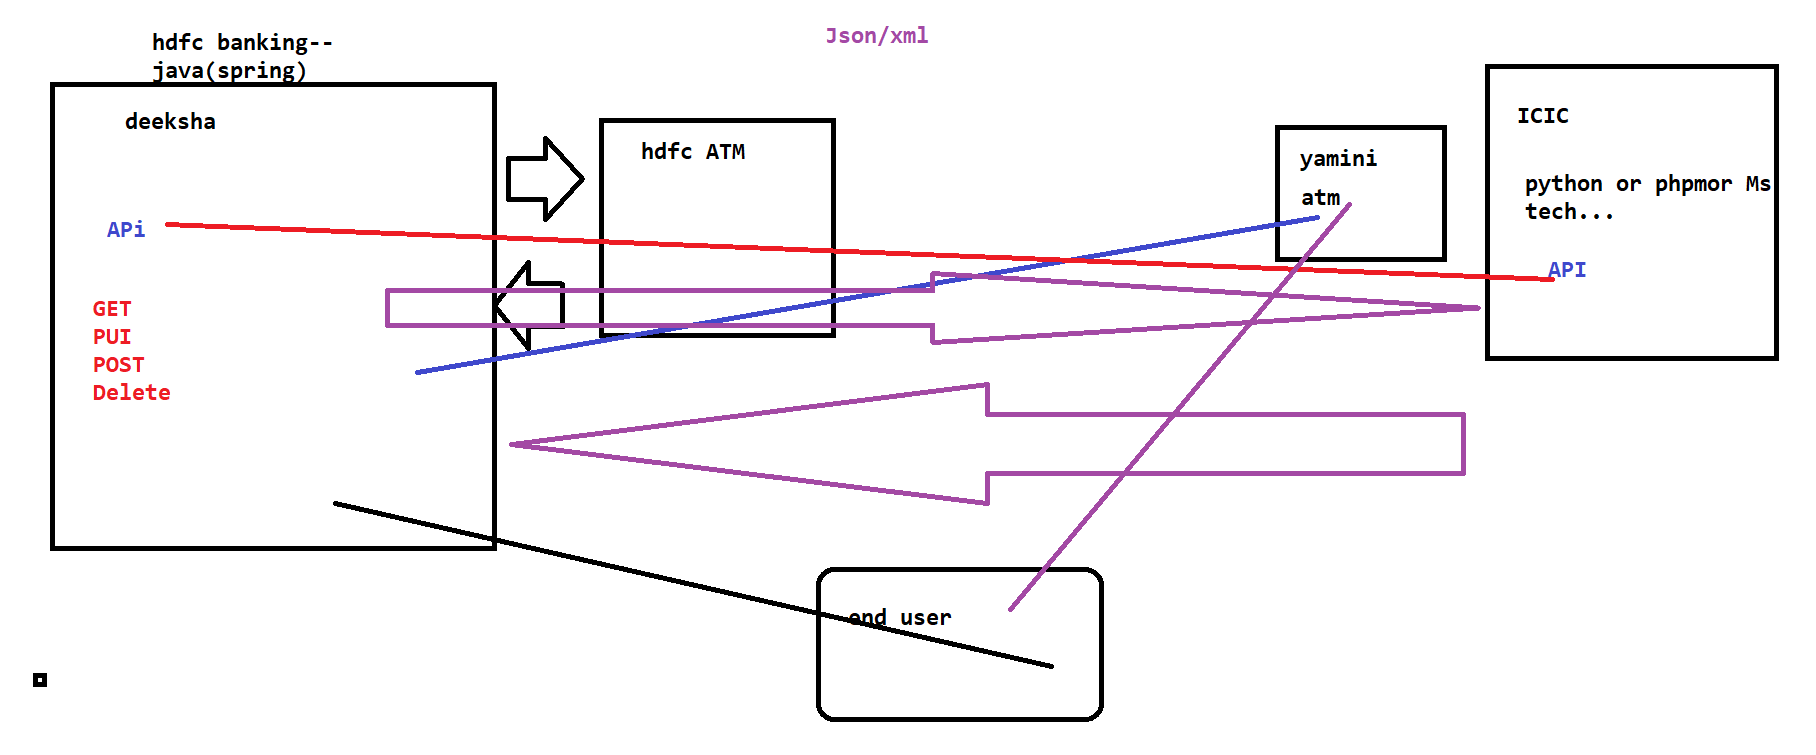 hdfc banking--
java(spring)
Json/xml
deeksha
hdfc ATM
yamini
atm
ICIC
python or phpmor Ms
tech...
APi
API
GET
PUI
POST
Delete
end user